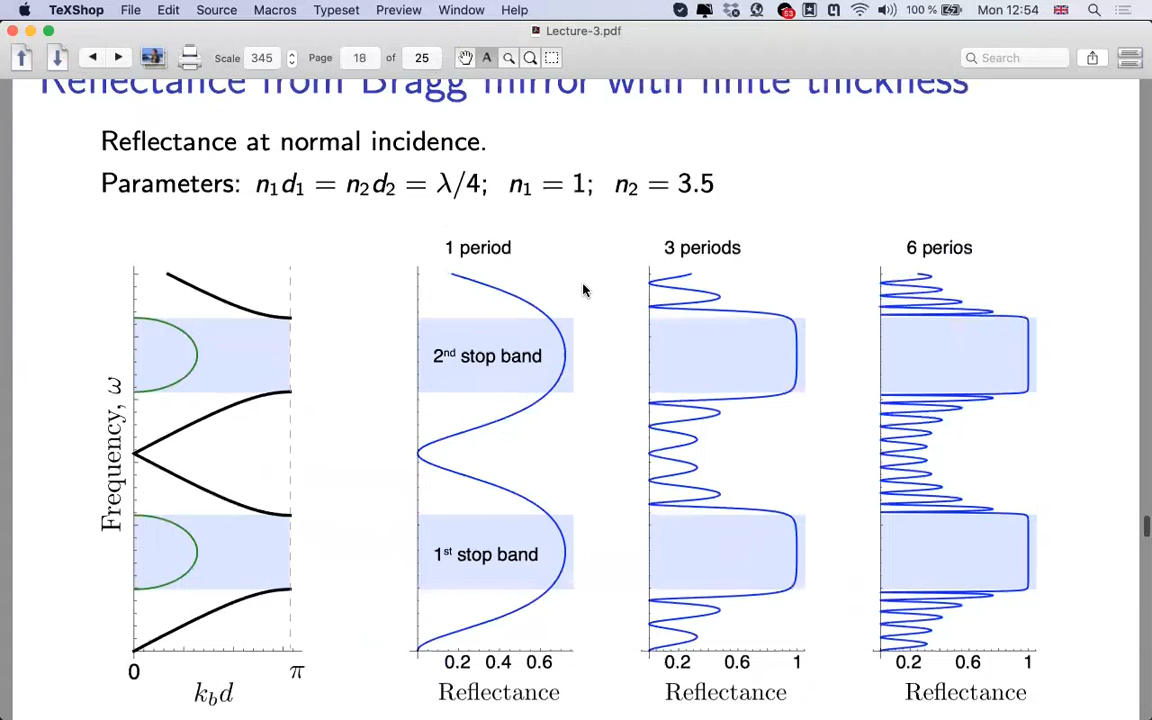 TeXShop File Edit Source Macros Typeset Preview Window Help 100 % Mon 12:54
Lecture-3.pdf
Scale 345 Page 18 of 25 A Search
Reflectance from Bragg mirror with finite thickness
Reflectance at normal incidence.
Parameters: n₁d₁ = n₂d₂ = λ/4; n₁ = 1; n₂ = 3.5
1 period 3 periods 6 perios
Frequency, ω
2nd stop band
1st stop band
0 π 0.2 0.4 0.6 0.2 0.6 1 0.2 0.6 1
k_b d Reflectance Reflectance Reflectance